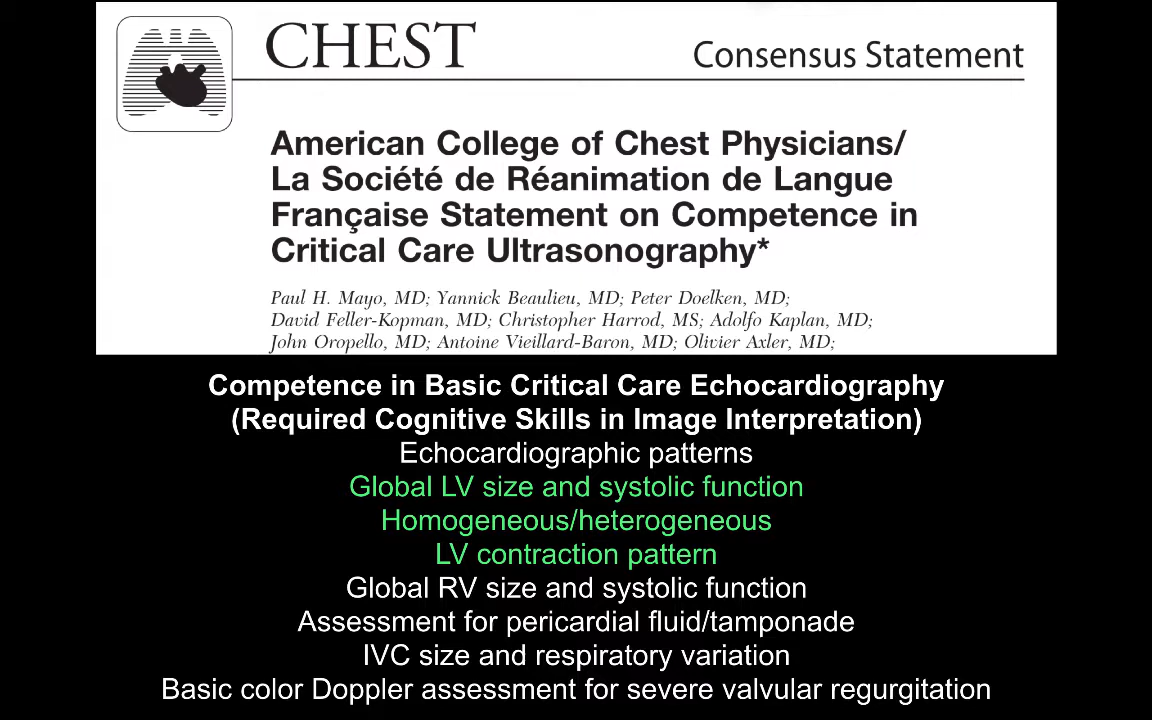 CHEST
Consensus Statement
American College of Chest Physicians/
La Société de Réanimation de Langue
Française Statement on Competence in
Critical Care Ultrasonography*
Paul H. Mayo, MD; Yannick Beaulieu, MD; Peter Doelken, MD;
David Feller-Kopman, MD; Christopher Harrod, MS; Adolfo Kaplan, MD;
John Oropello, MD; Antoine Vieillard-Baron, MD; Olivier Axler, MD;
Competence in Basic Critical Care Echocardiography
(Required Cognitive Skills in Image Interpretation)
Echocardiographic patterns
Global LV size and systolic function
Homogeneous/heterogeneous
LV contraction pattern
Global RV size and systolic function
Assessment for pericardial fluid/tamponade
IVC size and respiratory variation
Basic color Doppler assessment for severe valvular regurgitation